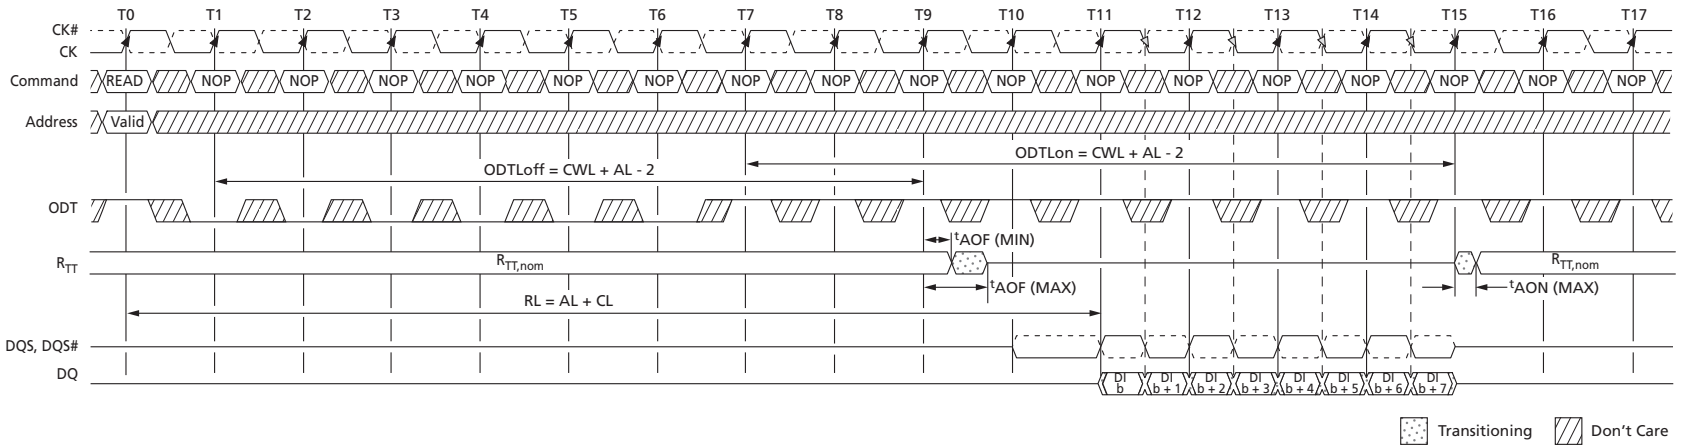 T0 T1 T2 T3 T4 T5 T6 T7 T8 T9 T10 T11 T12 T13 T14 T15 T16 T17
CK#
CK
Command READ NOP NOP NOP NOP NOP NOP NOP NOP NOP NOP NOP NOP NOP NOP NOP NOP NOP
Address Valid
ODTLon = CWL + AL - 2
ODTLoff = CWL + AL - 2
ODT
tAOF (MIN)
RTT RTT,nom RTT,nom
tAOF (MAX) tAON (MAX)
RL = AL + CL
DQS, DQS#
DQ
DI b DI b + 1 DI b + 2 DI b + 3 DI b + 4 DI b + 5 DI b + 6 DI b + 7
Transitioning Don't Care